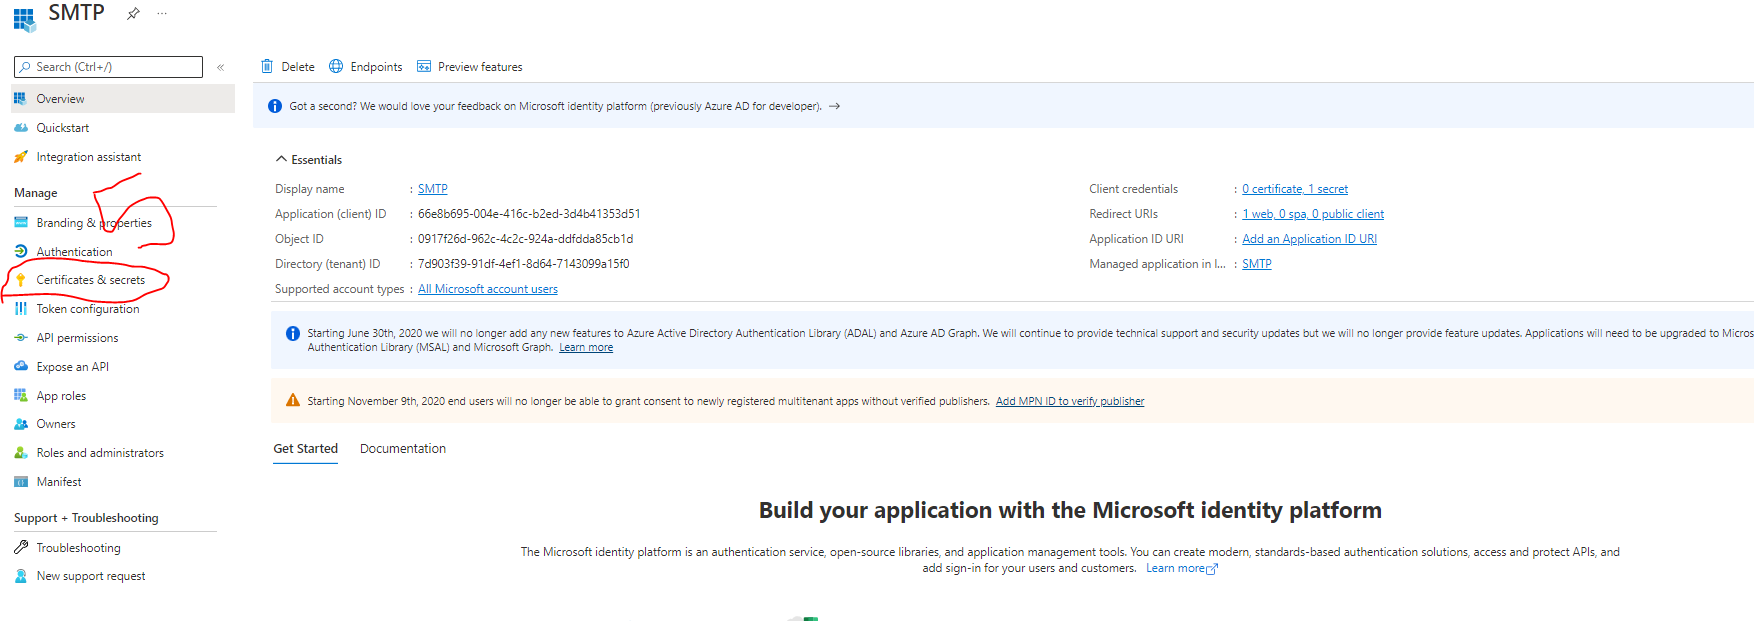 SMTP
Search (Ctrl+/)
Overview
Quickstart
Integration assistant
Manage
Branding & properties
Authentication
Certificates & secrets
Token configuration
API permissions
Expose an API
App roles
Owners
Roles and administrators
Manifest
Support + Troubleshooting
Troubleshooting
New support request
Delete Endpoints Preview features
Got a second? We would love your feedback on Microsoft identity platform (previously Azure AD for developer). →
Essentials
Display name : SMTP
Application (client) ID : 66e8b695-004e-416c-b2ed-3d4b41353d51
Object ID : 0917f26d-962c-4c2c-924a-ddfdda85cb1d
Directory (tenant) ID : 7d903f39-91df-4ef1-8d64-7143099a15f0
Supported account types : All Microsoft account users
Client credentials : 0 certificate, 1 secret
Redirect URIs : 1 web, 0 spa, 0 public client
Application ID URI : Add an Application ID URI
Managed application in l... : SMTP
Starting June 30th, 2020 we will no longer add any new features to Azure Active Directory Authentication Library (ADAL) and Azure AD Graph. We will continue to provide technical support and security updates but we will no longer provide feature updates. Applications will need to be upgraded to Micros
Authentication Library (MSAL) and Microsoft Graph. Learn more
Starting November 9th, 2020 end users will no longer be able to grant consent to newly registered multitenant apps without verified publishers. Add MPN ID to verify publisher
Get Started Documentation
Build your application with the Microsoft identity platform
The Microsoft identity platform is an authentication service, open-source libraries, and application management tools. You can create modern, standards-based authentication solutions, access and protect APIs, and
add sign-in for your users and customers. Learn more